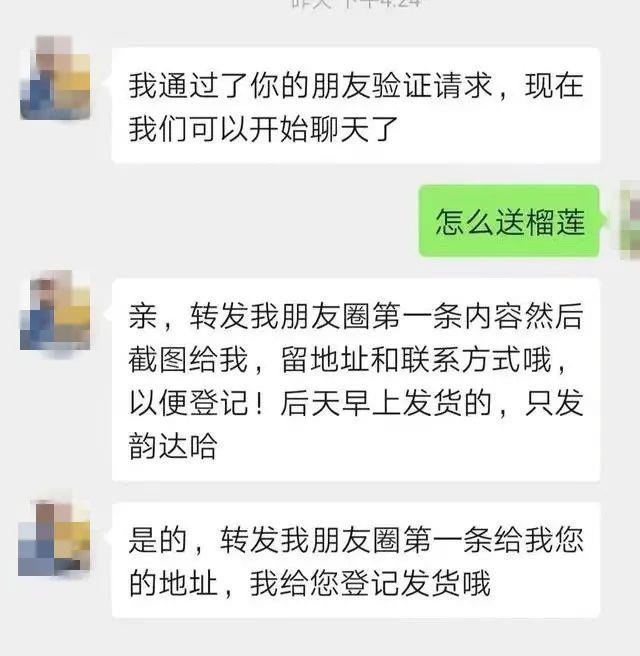 昨天 下午4:24
我通过了你的朋友验证请求，现在
我们可以开始聊天了
怎么送榴莲
亲，转发我朋友圈第一条内容然后
截图给我，留地址和联系方式哦，
以便登记！后天早上发货的，只发
韵达哈
是的，转发我朋友圈第一条给我您
的地址，我给您登记发货哦